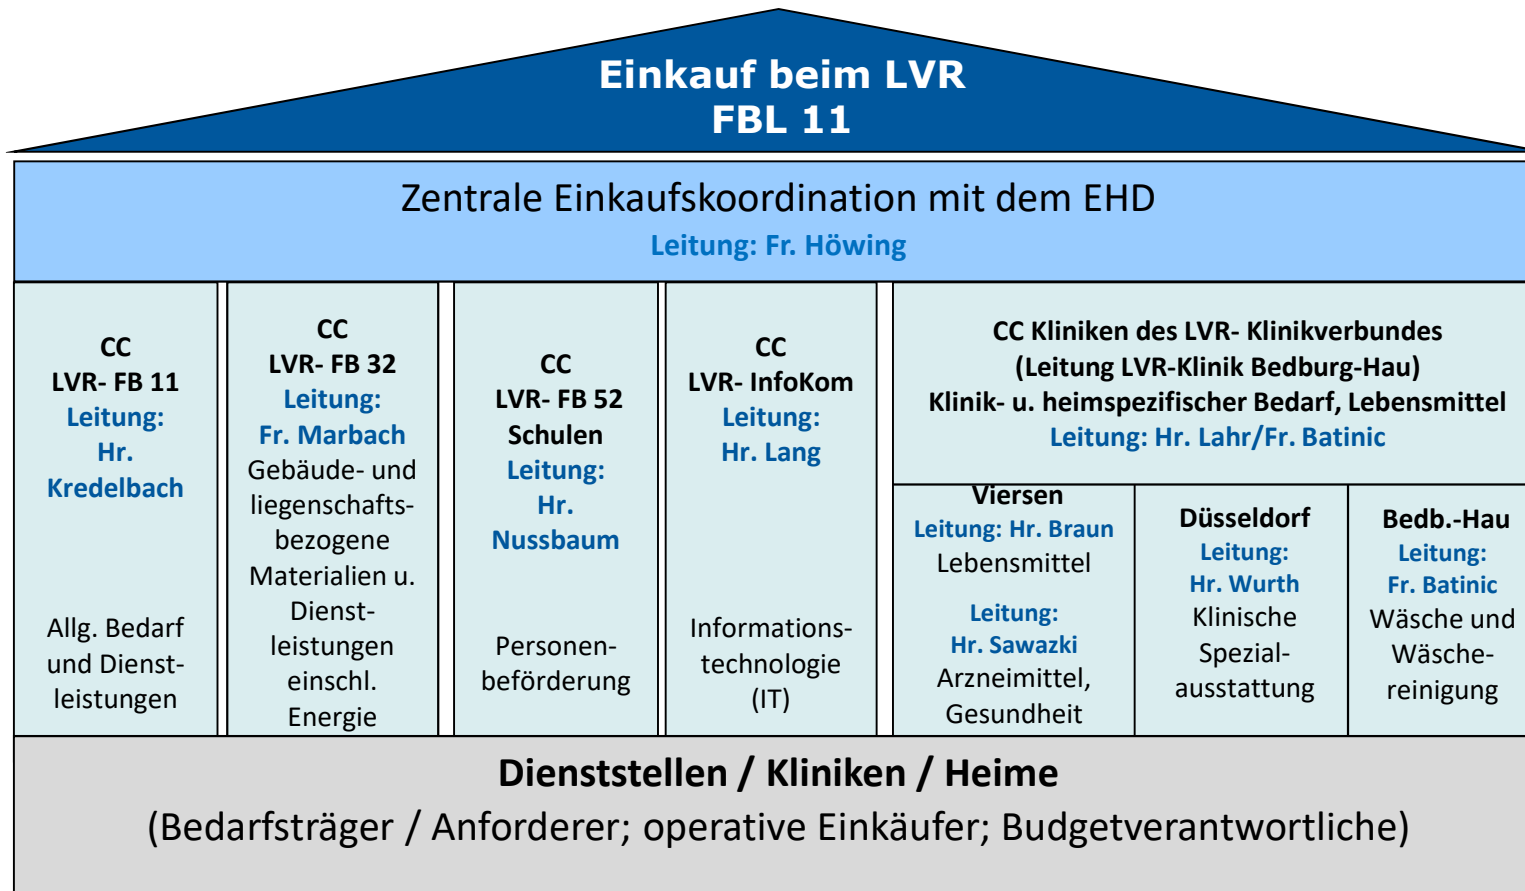 Einkauf beim LVR
FBL 11
Zentrale Einkaufskoordination mit dem EHD
Leitung: Fr. Höwing
CC
LVR- FB 11
Leitung:
Hr.
Kredelbach
Allg. Bedarf
und Dienst-
leistungen
CC
LVR- FB 32
Leitung:
Fr. Marbach
Gebäude- und
liegenschafts-
bezogene
Materialien u.
Dienst-
leistungen
einschl.
Energie
CC
LVR- FB 52
Schulen
Leitung:
Hr.
Nussbaum
Personen-
beförderung
CC
LVR- InfoKom
Leitung:
Hr. Lang
Informations-
technologie
(IT)
CC Kliniken des LVR- Klinikverbundes
(Leitung LVR-Klinik Bedburg-Hau)
Klinik- u. heimspezifischer Bedarf, Lebensmittel
Leitung: Hr. Lahr/Fr. Batinic
Viersen
Leitung: Hr. Braun
Lebensmittel
Leitung:
Hr. Sawazki
Arzneimittel,
Gesundheit
Düsseldorf
Leitung:
Hr. Wurth
Klinische
Spezial-
ausstattung
Bedb.-Hau
Leitung:
Fr. Batinic
Wäsche und
Wäsche-
reinigung
Dienststellen / Kliniken / Heime
(Bedarfsträger / Anforderer; operative Einkäufer; Budgetverantwortliche)